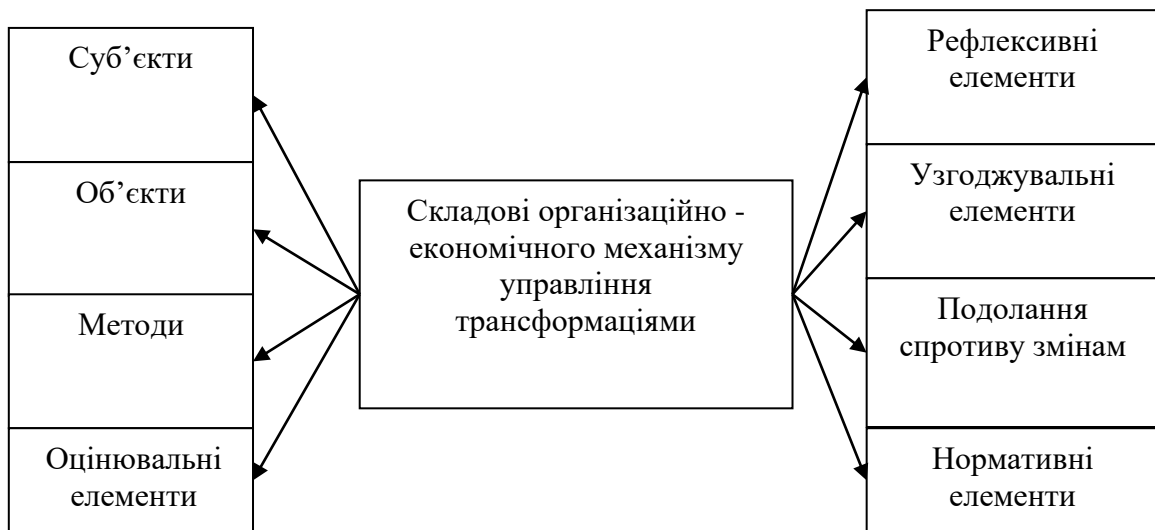 Суб’єкти
Об’єкти
Методи
Оцінювальні
елементи
Складові організаційно -
економічного механізму
управління
трансформаціями
Рефлексивні
елементи
Узгоджувальні
елементи
Подолання
спротиву змінам
Нормативні
елементи